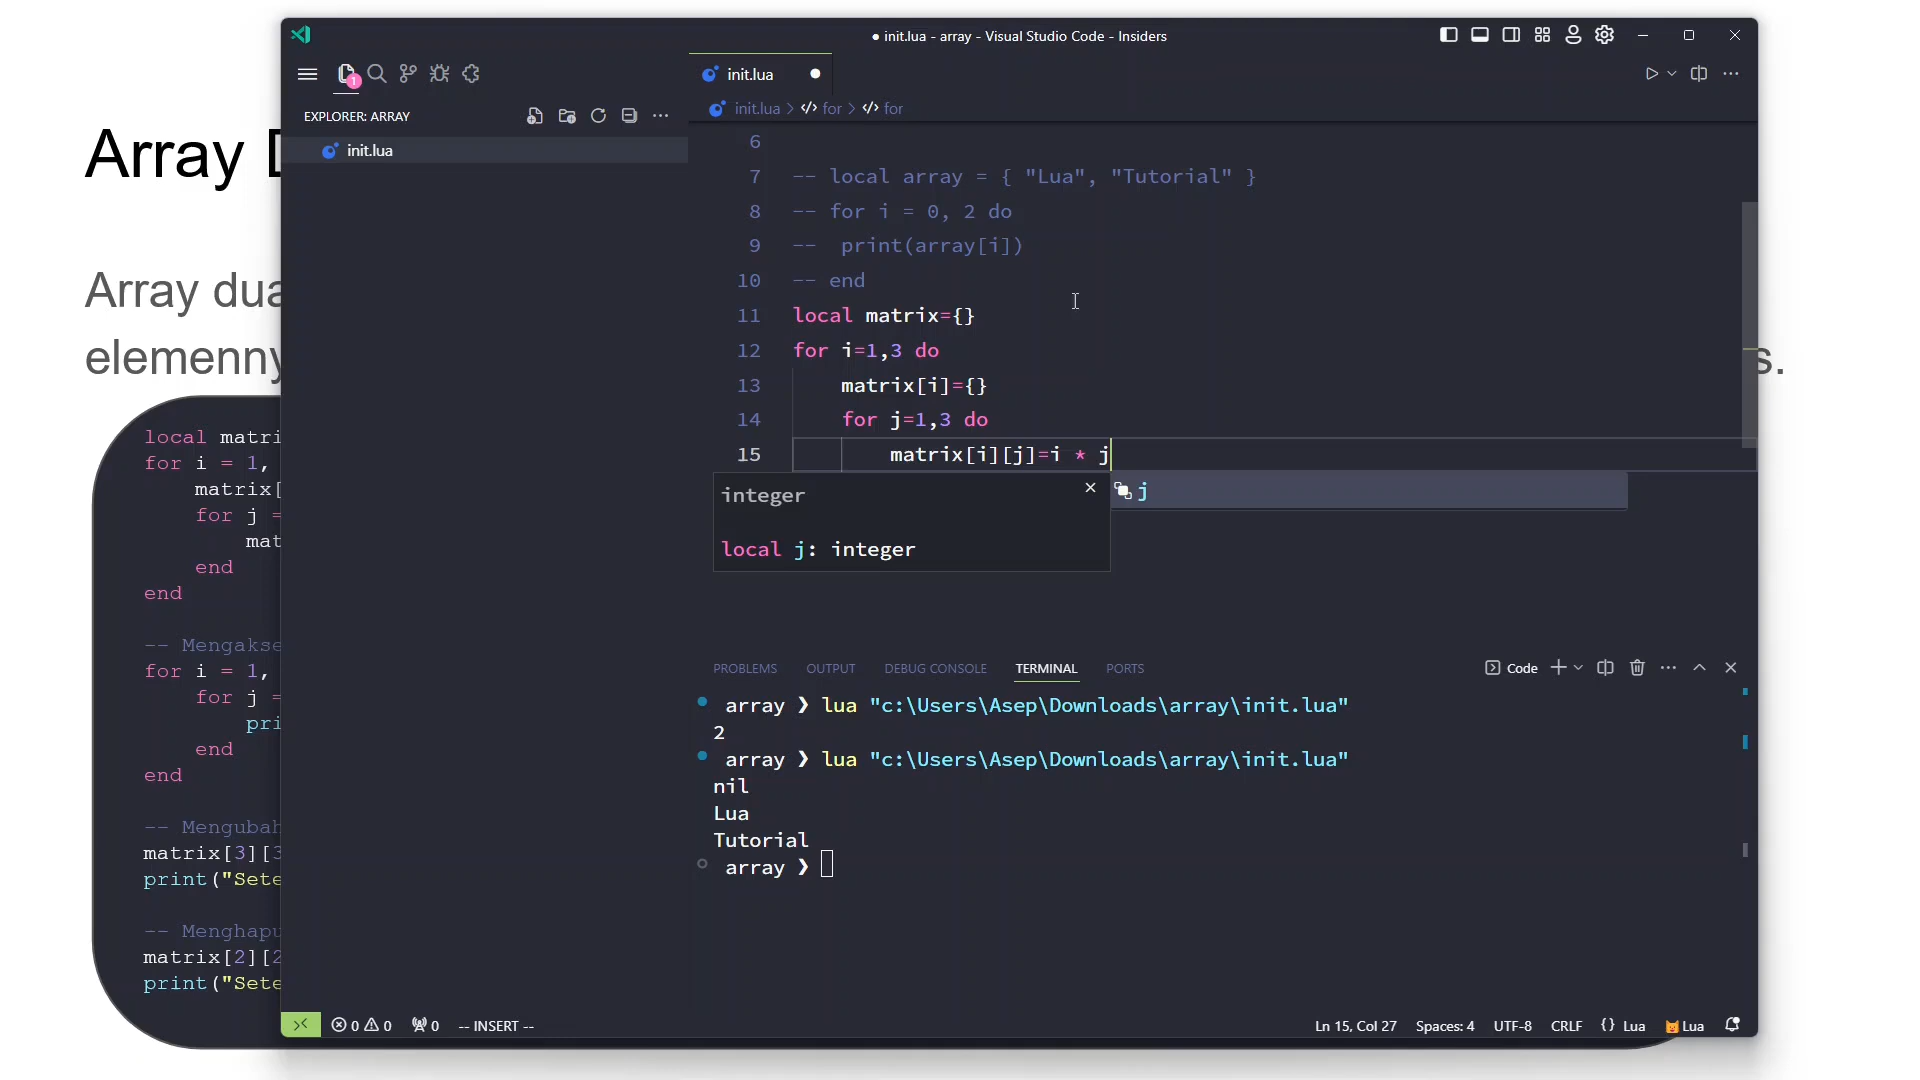 Array D
Array dua
elemenny
s.
local matri
for i = 1,
matrix[
for j =
mat
end
end
-- Mengakse
for i = 1,
for j =
pri
end
end
-- Mengubah
matrix[3][3
print("Sete
-- Menghapu
matrix[2][2
print("Sete
● init.lua - array - Visual Studio Code - Insiders
1
EXPLORER: ARRAY
init.lua
init.lua
init.lua > for > for
6
7 -- local array = { "Lua", "Tutorial" }
8 -- for i = 0, 2 do
9 --  print(array[i])
10 -- end
11 local matrix={}
12 for i=1,3 do
13 matrix[i]={}
14 for j=1,3 do
15 matrix[i][j]=i * j
integer
local j: integer
j
PROBLEMS OUTPUT DEBUG CONSOLE TERMINAL PORTS
Code
array ❯ lua "c:\Users\Asep\Downloads\array\init.lua"
2
array ❯ lua "c:\Users\Asep\Downloads\array\init.lua"
nil
Lua
Tutorial
array ❯
0 0 0 -- INSERT --
Ln 15, Col 27 Spaces: 4 UTF-8 CRLF {} Lua Lua